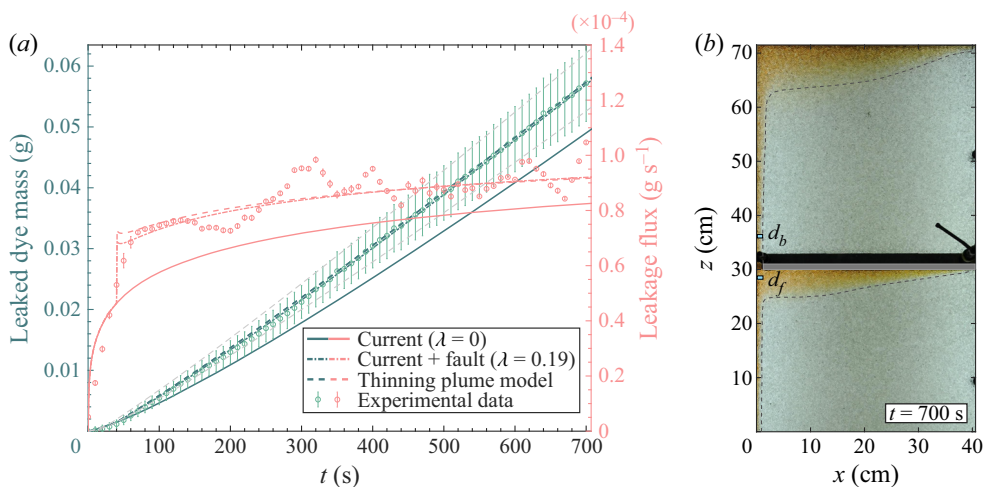 (a)
(×10⁻⁴)
(b)
0.06
0.05
0.04
0.03
0.02
0.01
0
Leaked dye mass (g)
1.4
1.2
1.0
0.8
0.6
0.4
0.2
0
Leakage flux (g s⁻¹)
Current (λ = 0)
Current + fault (λ = 0.19)
Thinning plume model
Experimental data
100
200
300
400
500
600
700
t (s)
70
60
50
40
30
20
10
z (cm)
d_b
d_f
t = 700 s
0
10
20
30
40
x (cm)